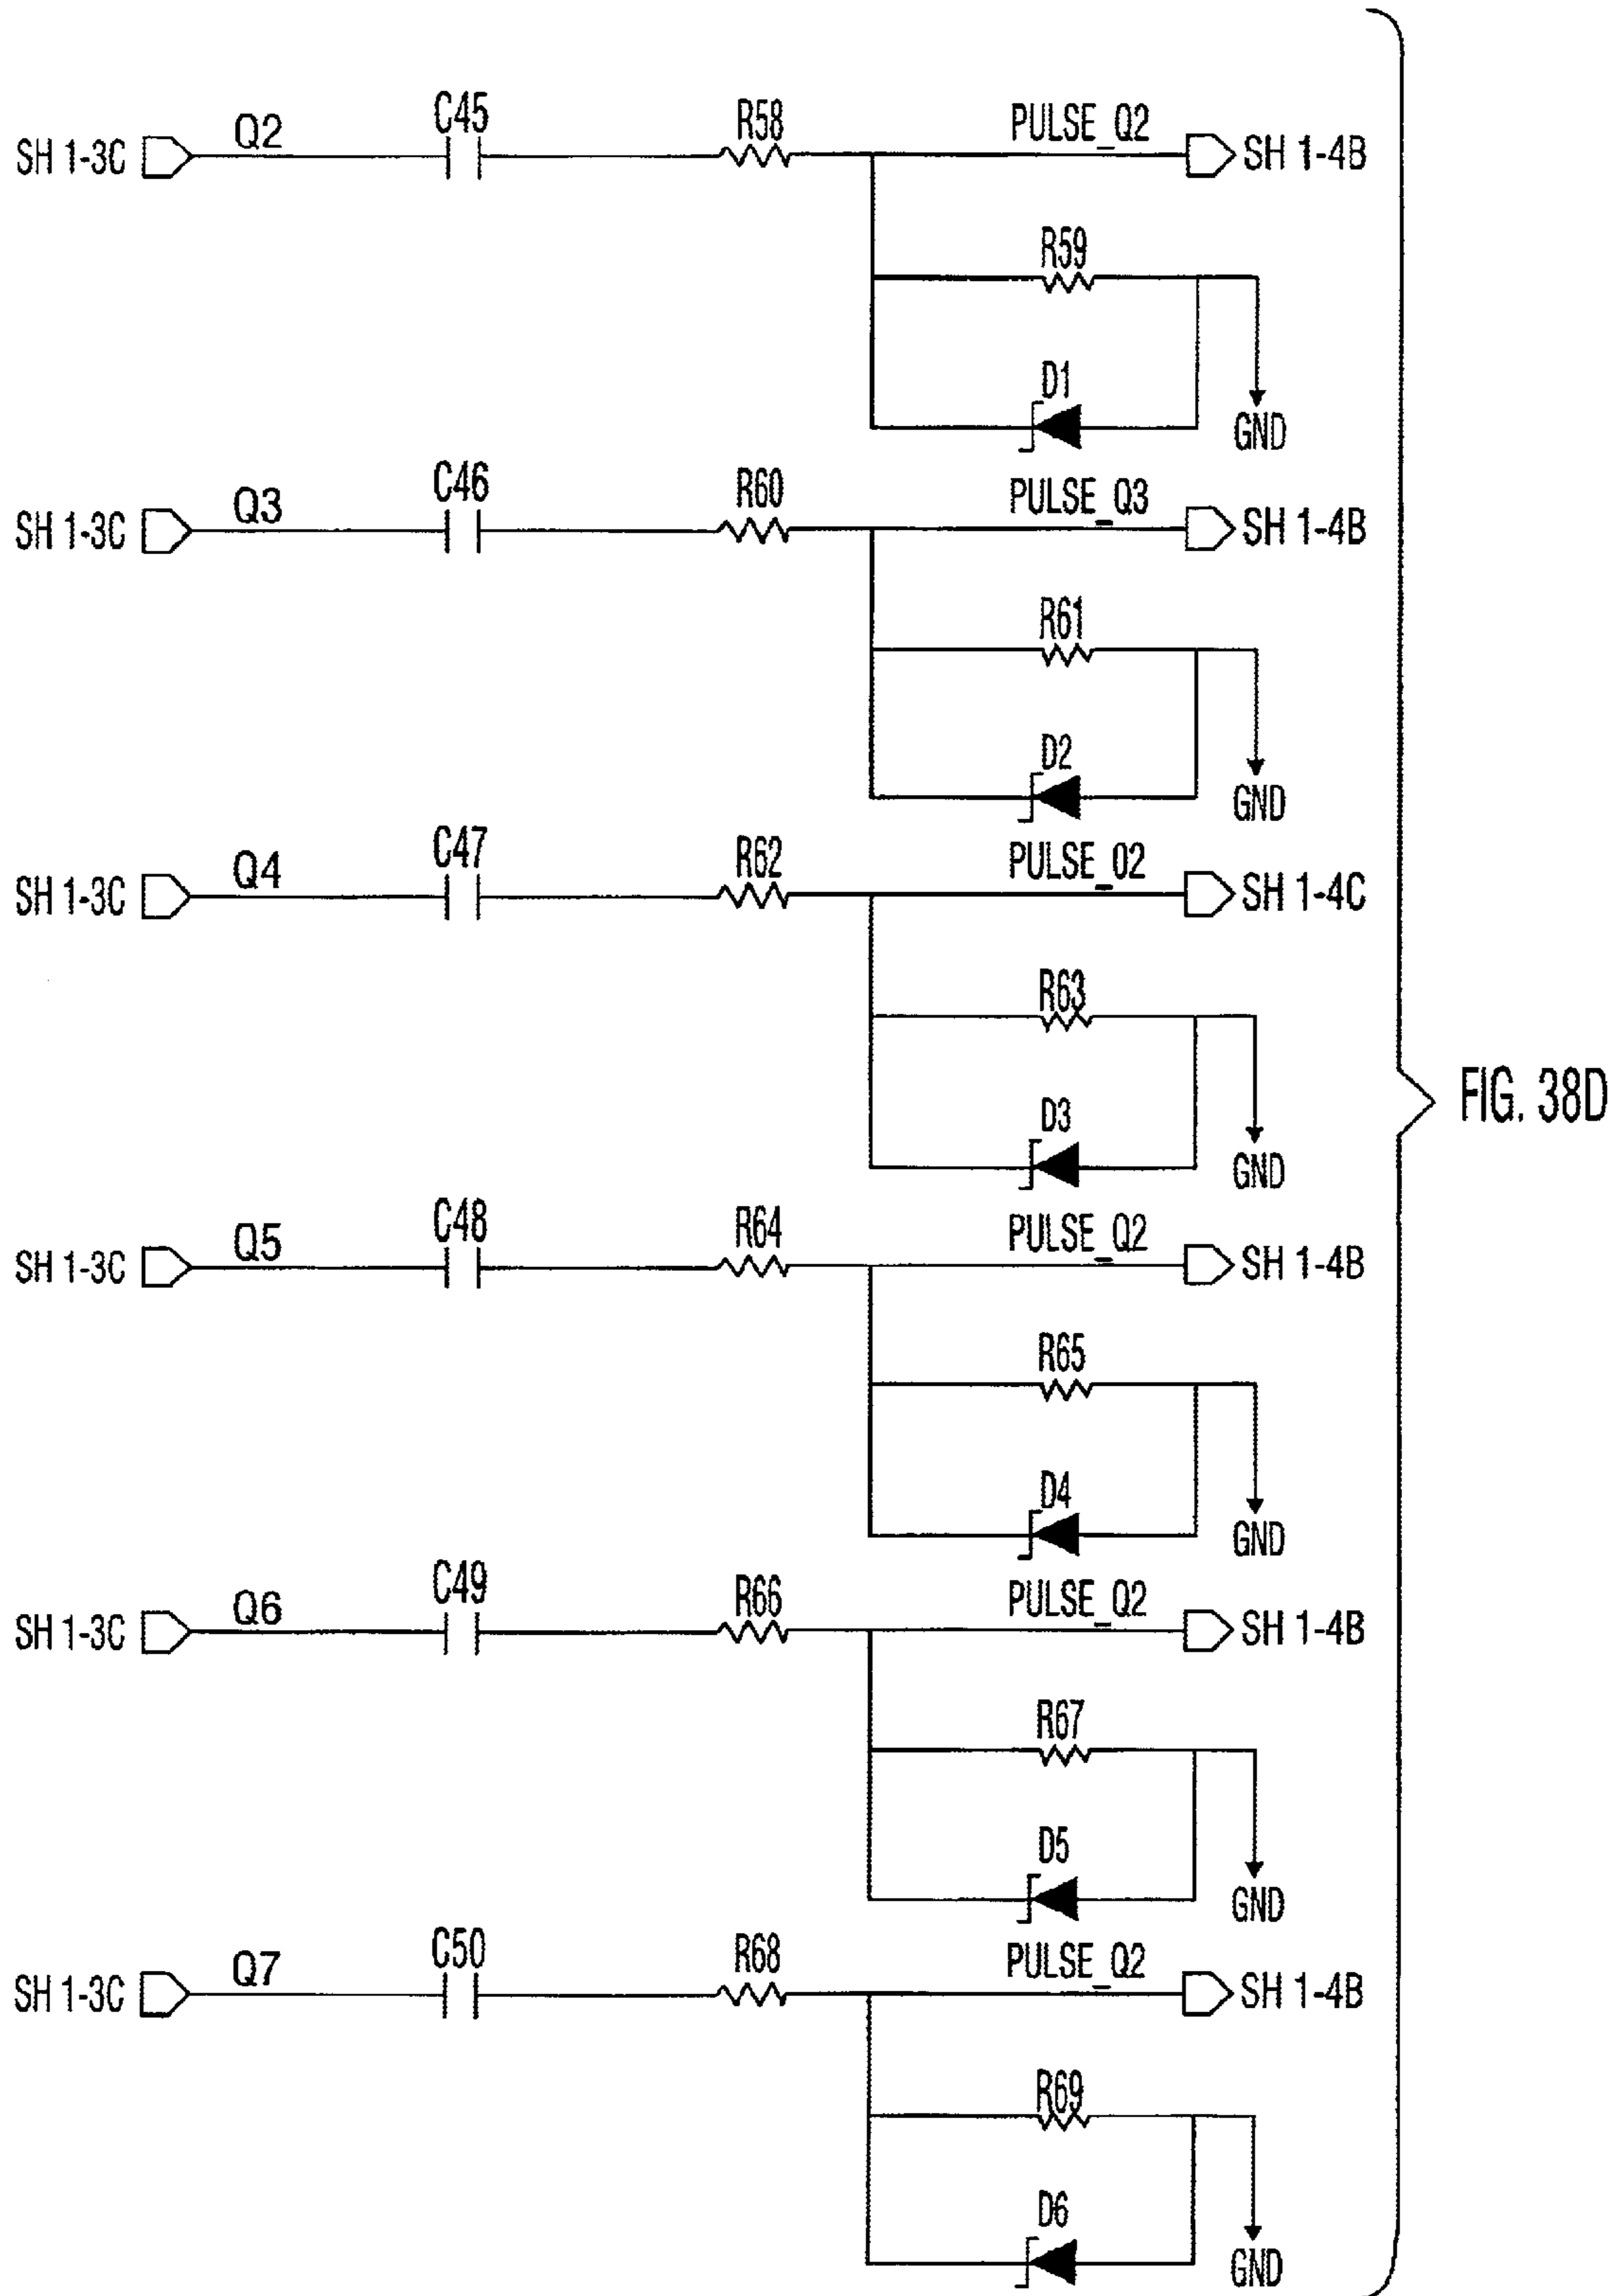 SH 1-3C Q2 C45 R58 PULSE_Q2 SH 1-4B
R59
D1
GND
SH 1-3C Q3 C46 R60 PULSE_Q3 SH 1-4B
R61
D2
GND
SH 1-3C Q4 C47 R62 PULSE_02 SH 1-4C
R63
D3
GND
FIG. 38D
SH 1-3C Q5 C48 R64 PULSE_Q2 SH 1-4B
R65
D4
GND
SH 1-3C Q6 C49 R66 PULSE_Q2 SH 1-4B
R67
D5
GND
SH 1-3C Q7 C50 R68 PULSE_Q2 SH 1-4B
R69
D6
GND